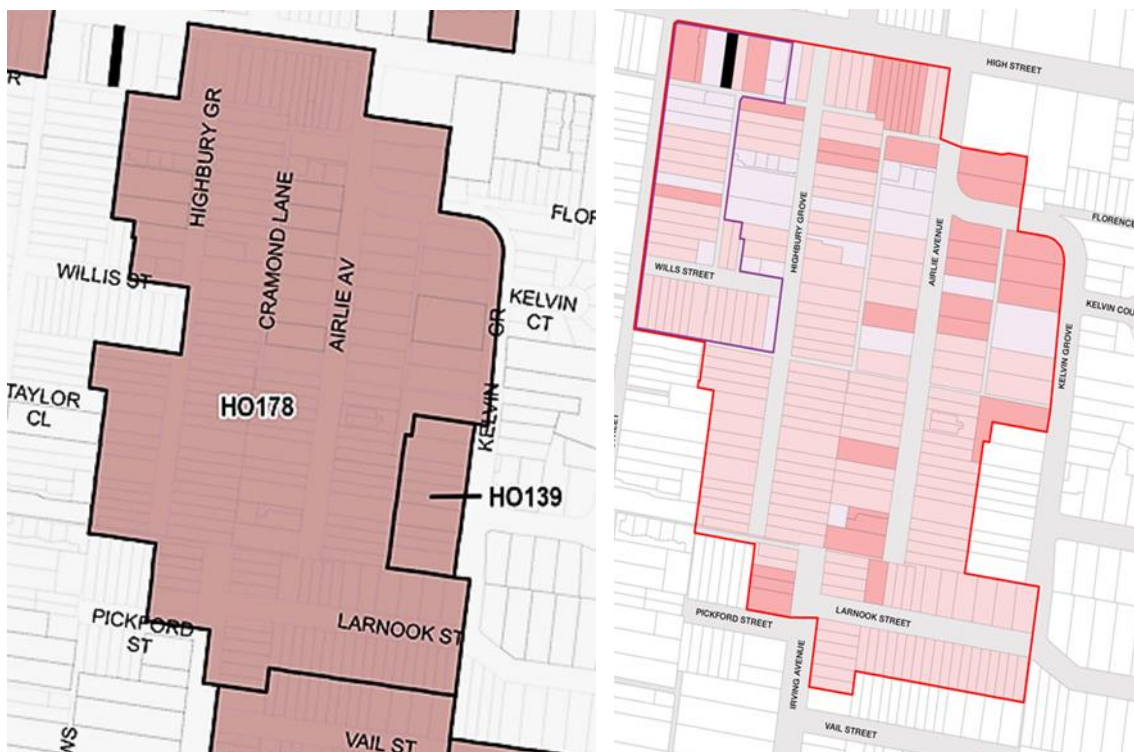 R
HIGHBURY GR
CRAMOND LANE
AIRLIE AV
FLOR
WILLIS ST
KELVIN
CT
GR
KELVIN
TAYLOR
CL
HO178
HO139
PICKFORD
ST
LARNOOK ST
VAIL ST
WS
HIGH STREET
FLORENCE
HIGHBURY GROVE
AIRLIE AVENUE
WILLS STREET
KELVIN COU
KELVIN GROVE
STREET
LARNOOK STREET
PICKFORD STREET
IRVING AVENUE
VAIL STREET